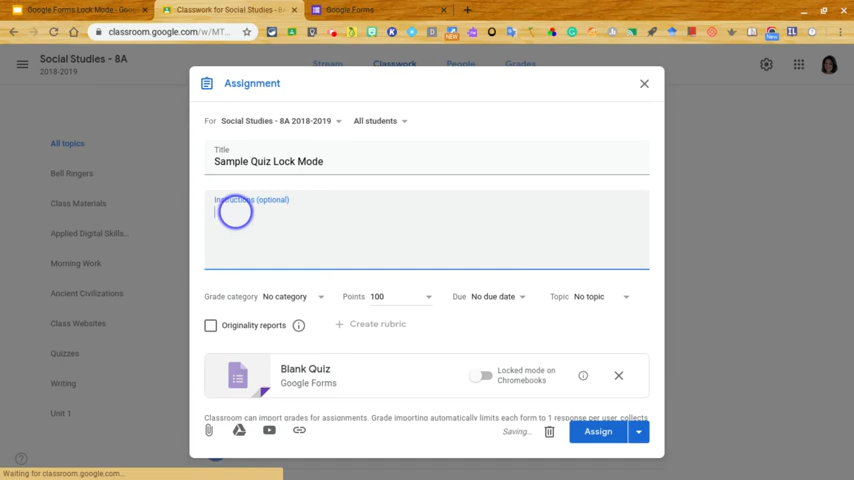 Google Forms Lock Mode - Goog
Classwork for Social Studies - 8A
Google Forms
classroom.google.com/w/MT...
Social Studies - 8A
2018-2019
Stream
Classwork
People
Grades
All topics
Bell Ringers
Class Materials
Applied Digital Skills...
Morning Work
Ancient Civilizations
Class Websites
Quizzes
Writing
Unit 1
Assignment
For Social Studies - 8A 2018-2019 All students
Title
Sample Quiz Lock Mode
Instructions (optional)
Grade category No category Points 100 Due No due date Topic No topic
Originality reports Create rubric
Blank Quiz
Google Forms
Locked mode on
Chromebooks
Classroom can import grades for assignments. Grade importing automatically limits each form to 1 response per user, collects
Saving...
Assign
Waiting for classroom.google.com...